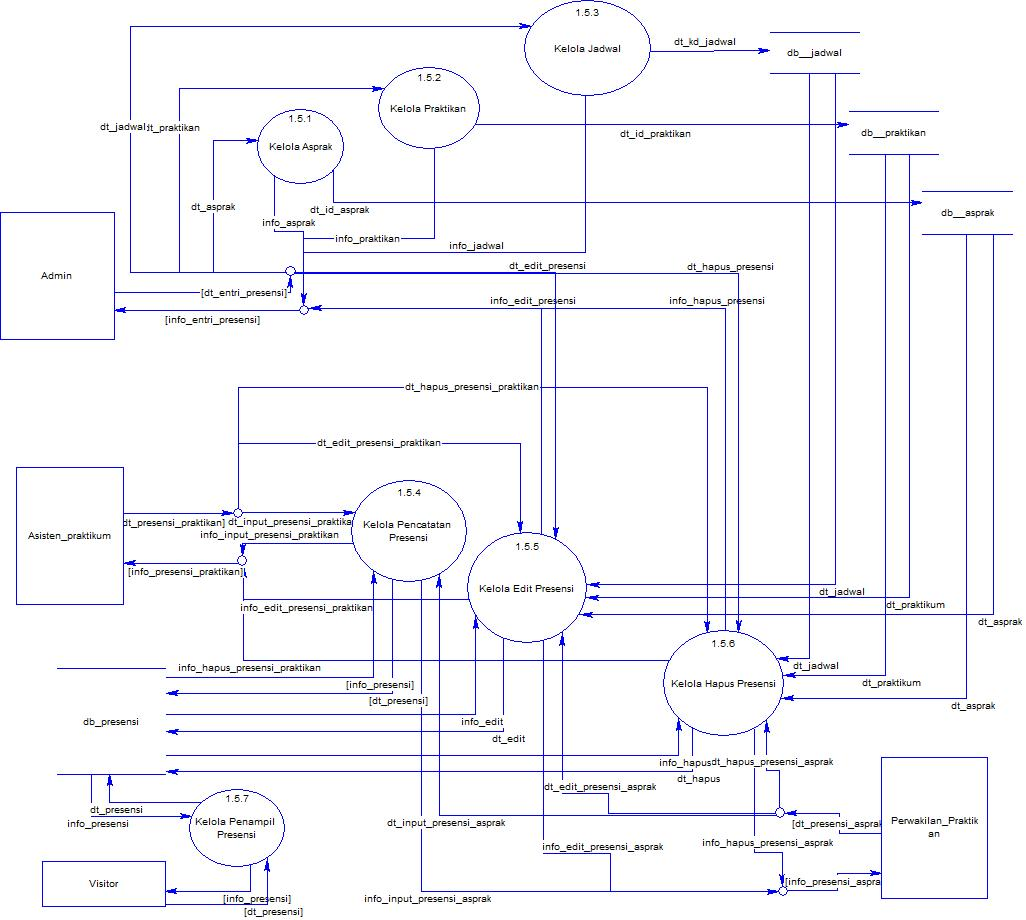 1.5.3
Kelola Jadwal
dt_kd_jadwal
db__jadwal
1.5.2
Kelola Praktikan
dt_id_praktikan
db__praktikan
dt_jadwal
dt_praktikan
1.5.1
Kelola Asprak
dt_asprak
dt_id_asprak
info_asprak
info_praktikan
info_jadwal
db__asprak
Admin
dt_edit_presensi
dt_hapus_presensi
[dt_entri_presensi]
info_edit_presensi
info_hapus_presensi
[info_entri_presensi]
dt_hapus_presensi_praktikan
dt_edit_presensi_praktikan
Asisten_praktikum
dt_presensi_praktikan]
dt_input_presensi_praktika
info_input_presensi_praktikan
[info_presensi_praktikan]
1.5.4
Kelola Pencatatan
Presensi
1.5.5
Kelola Edit Presensi
dt_jadwal
dt_praktikum
dt_asprak
info_edit_presensi_praktikan
1.5.6
Kelola Hapus Presensi
dt_jadwal
dt_praktikum
dt_asprak
info_hapus_presensi_praktikan
[info_presensi]
[dt_presensi]
db_presensi
info_edit
dt_edit
info_hapus
dt_hapus_presensi_asprak
dt_hapus
dt_edit_presensi_asprak
1.5.7
Kelola Penampil
Presensi
dt_presensi
info_presensi
dt_input_presensi_asprak
[dt_presensi_asprak
Perwakilan_Praktik
an
info_edit_presensi_asprak
info_hapus_presensi_asprak
[info_presensi_aspra
Visitor
[info_presensi]
[dt_presensi]
info_input_presensi_asprak